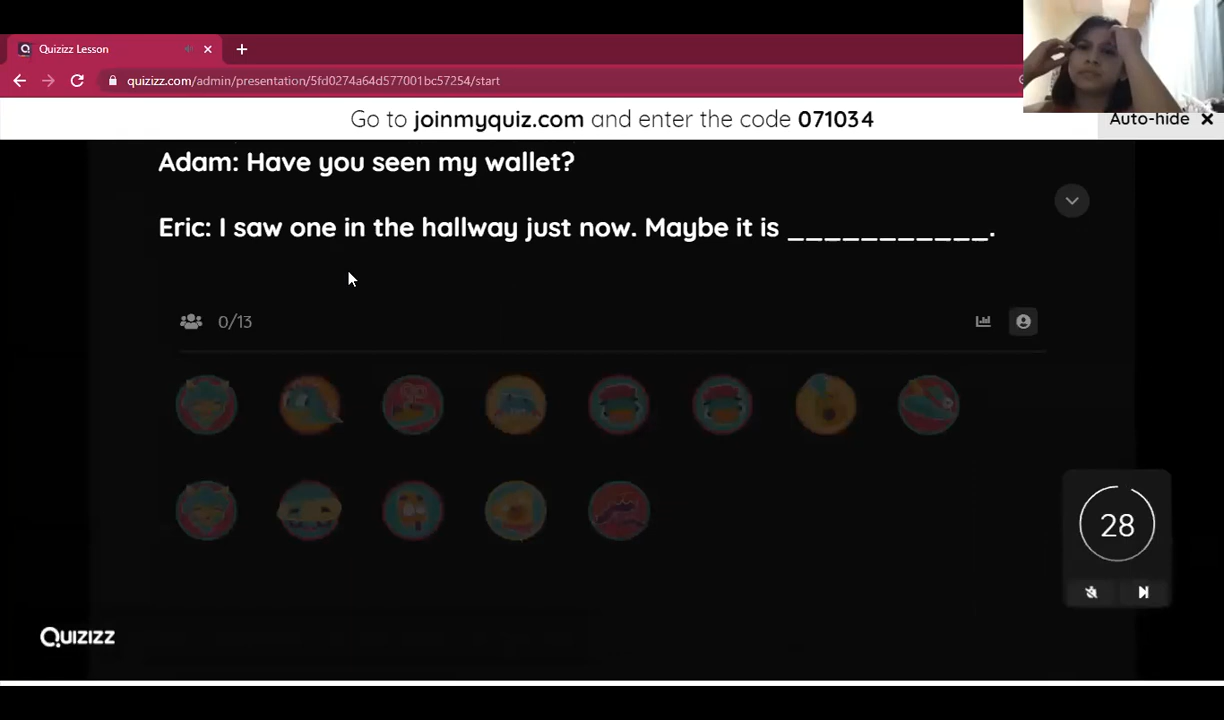 Quizizz Lesson
quizizz.com/admin/presentation/5fd0274a64d577001bc57254/start
Go to joinmyquiz.com and enter the code 071034
Auto-hide
Adam: Have you seen my wallet?
Eric: I saw one in the hallway just now. Maybe it is ___________.
0/13
28
Quizizz